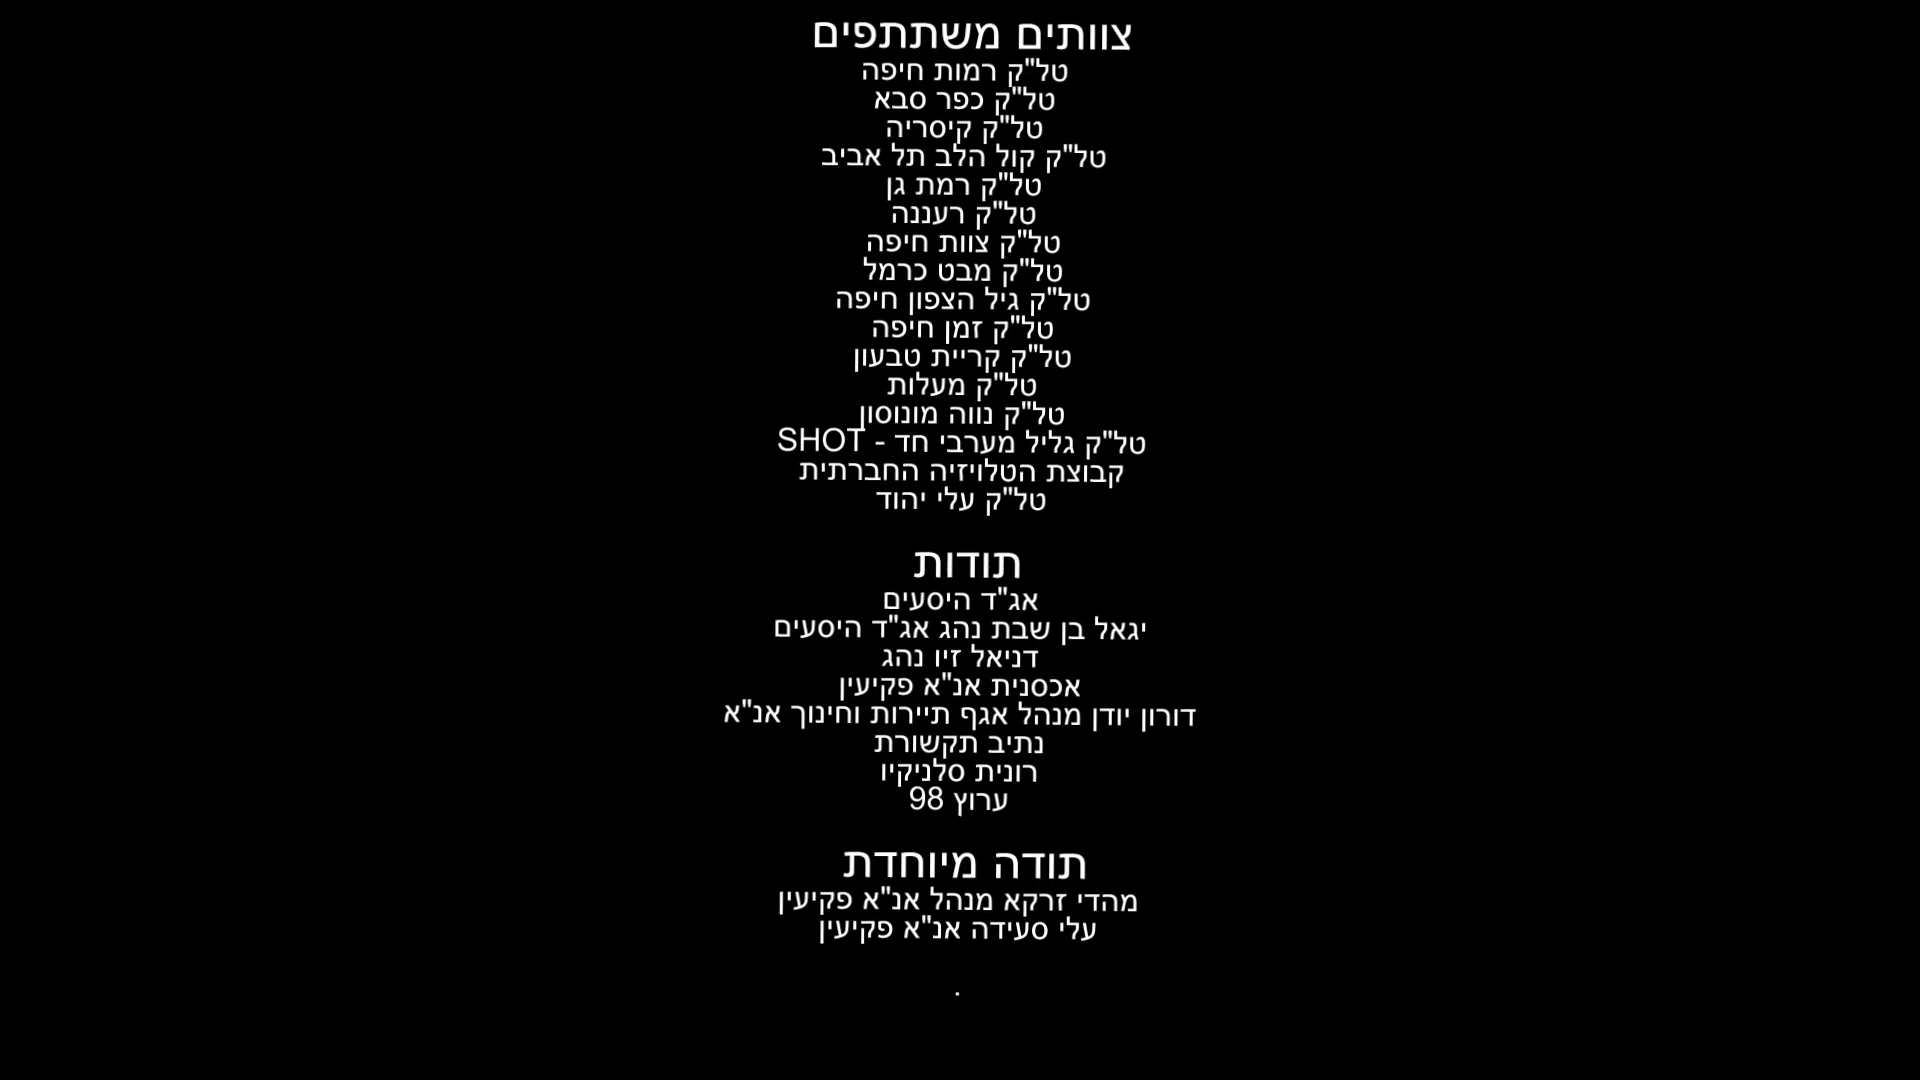 צוותים משתתפים
טל"ק רמות חיפה
טל"ק כפר סבא
טל"ק קיסריה
טל"ק קול הלב תל אביב
טל"ק רמת גן
טל"ק רעננה
טל"ק צוות חיפה
טל"ק מבט כרמל
טל"ק גיל הצפון חיפה
טל"ק זמן חיפה
טל"ק קריית טבעון
טל"ק מעלות
טל"ק נווה מונוסון
טל"ק גליל מערבי חד - SHOT
קבוצת הטלויזיה החברתית
טל"ק עלי יהוד
תודות
אג"ד היסעים
יגאל בן שבת נהג אג"ד היסעים
דניאל זיו נהג
אכסנית אנ"א פקיעין
דורון יודן מנהל אגף תיירות וחינוך אנ"א
נתיב תקשורת
רונית סלניקיו
ערוץ 98
תודה מיוחדת
מהדי זרקא מנהל אנ"א פקיעין
עלי סעידה אנ"א פקיעין
.